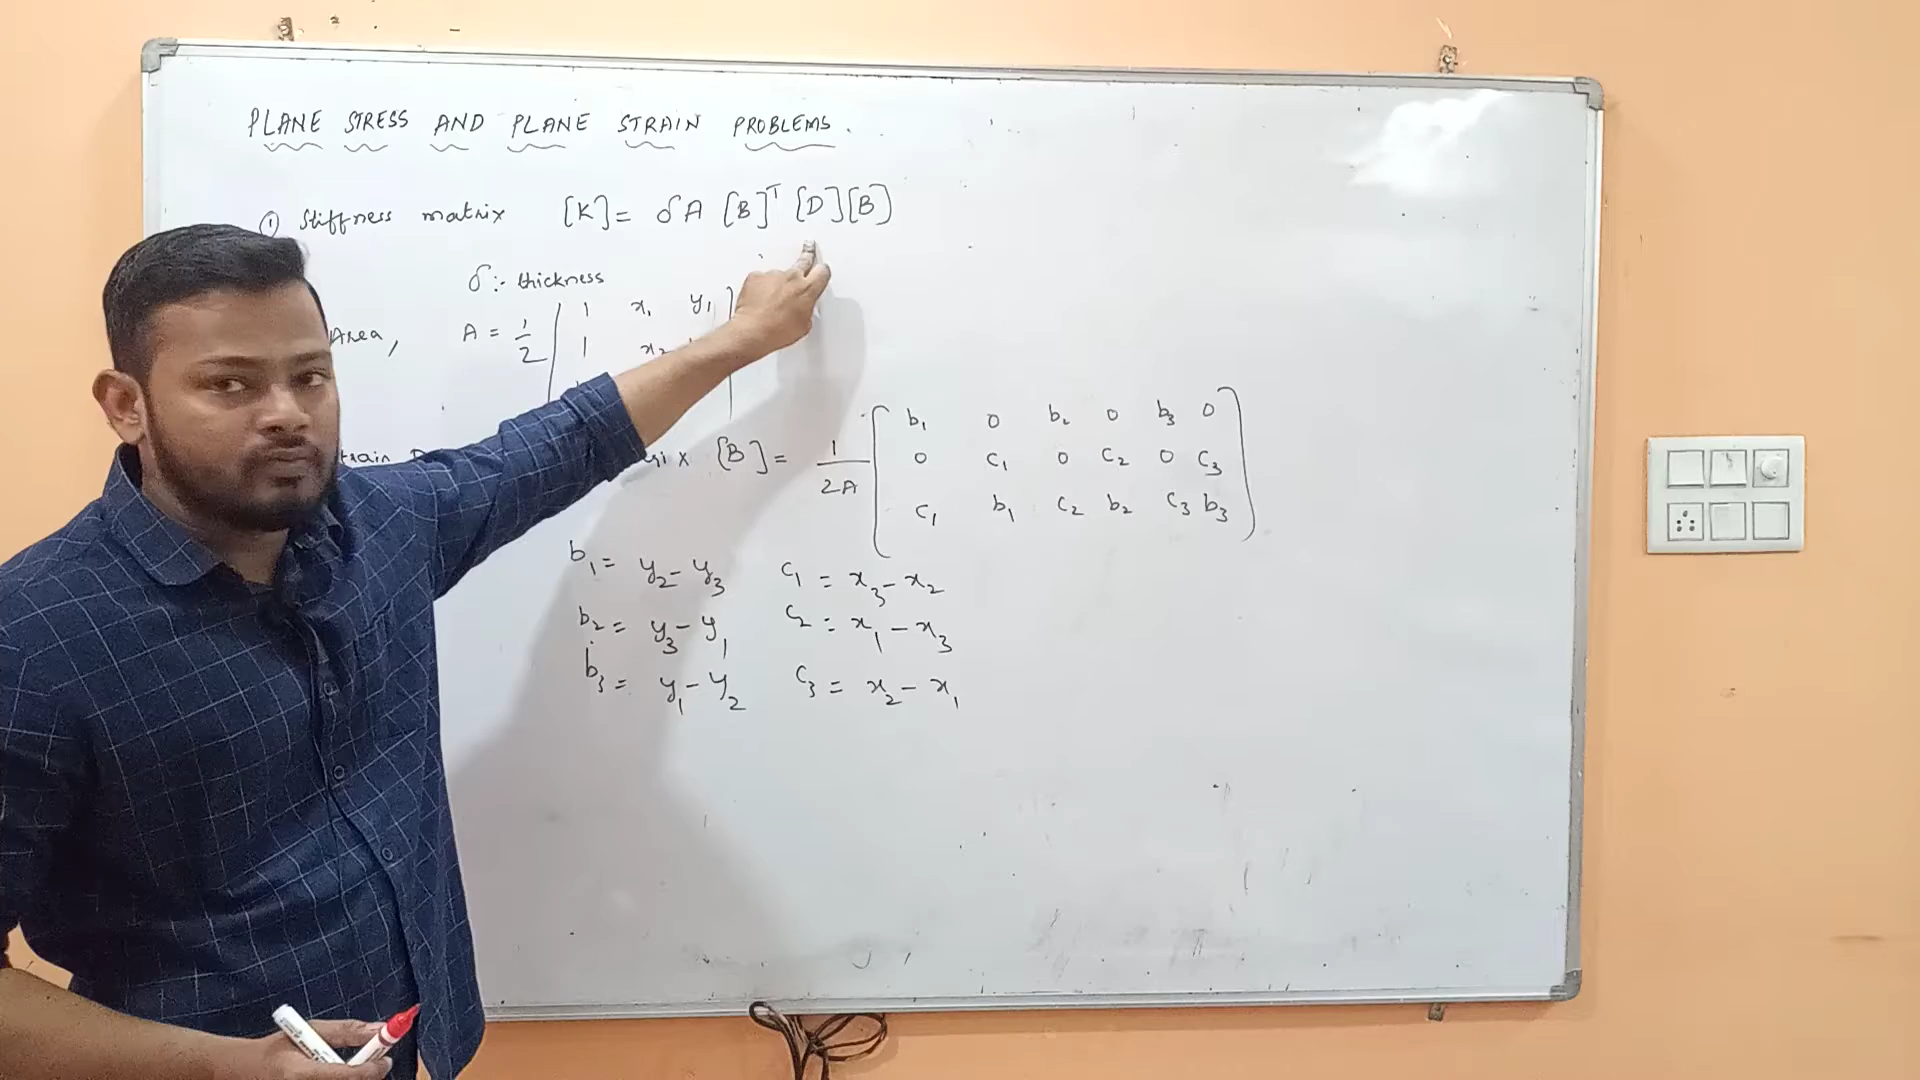 PLANE STRESS AND PLANE STRAIN PROBLEMS.
① Stiffness matrix [K] = δA [B]ᵀ [D][B]
δ :- thickness
Area, A = 1/2 | 1 x₁ y₁
1 x₂
[B] = 1/2A [ b₁ 0 b₂ 0 b₃ 0
0 c₁ 0 c₂ 0 c₃
c₁ b₁ c₂ b₂ c₃ b₃ ]
b₁ = y₂ - y₃ c₁ = x₃ - x₂
b₂ = y₃ - y₁ c₂ = x₁ - x₃
b₃ = y₁ - y₂ c₃ = x₂ - x₁